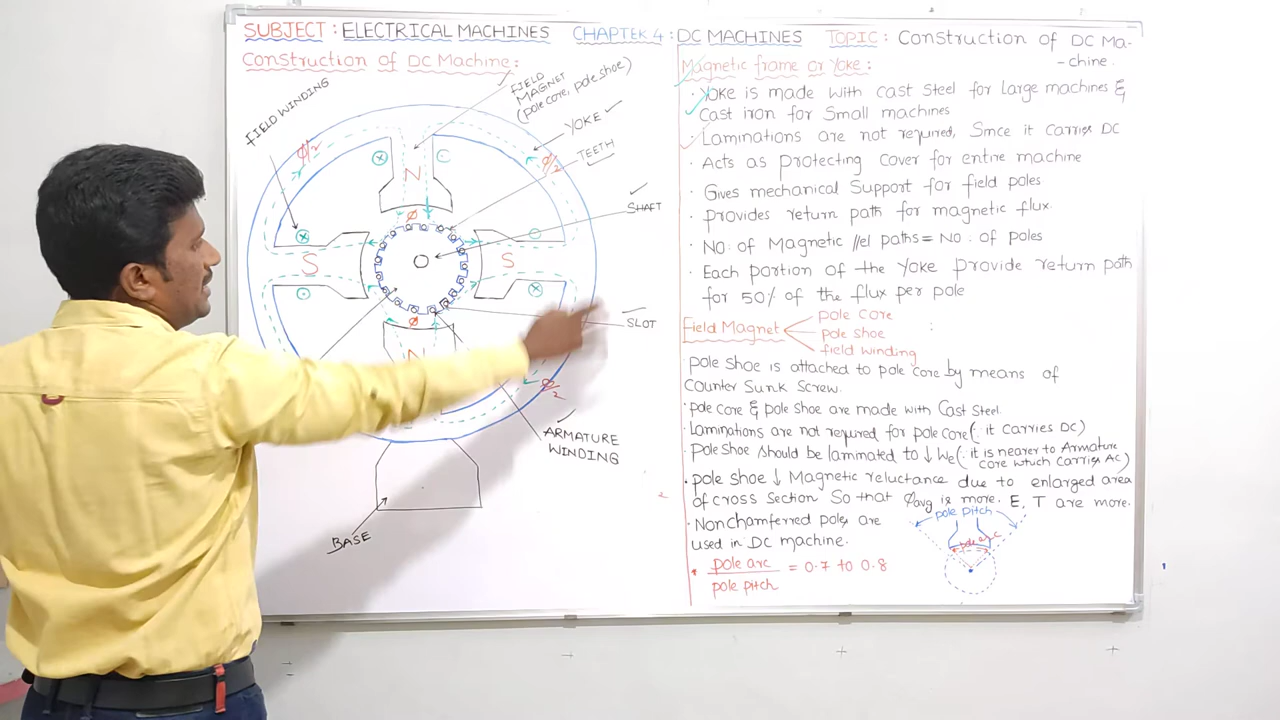 SUBJECT : ELECTRICAL MACHINES CHAPTER 4 : DC MACHINES TOPIC : Construction of DC Ma-
-chine.
Construction of DC Machine :
FIELD WINDING
FIELD
MAGNET
(pole core, pole shoe)
YOKE
TEETH
SHAFT
SLOT
ARMATURE
WINDING
BASE
φ/2
φ/2
φ/2
N
φ
S
S
φ
N
Magnetic frame or Yoke :
· Yoke is made with cast Steel for large machines &
Cast iron for Small machines
· Laminations are not required, Since it carries DC
· Acts as protecting cover for entire machine
· Gives mechanical Support for field poles
· provides return path for magnetic flux.
· No: of Magnetic //el paths = No: of poles
· Each portion of the Yoke provide return path
for 50% of the flux per pole
Field Magnet
pole core
pole shoe
field winding
· pole shoe is attached to pole core by means of
Counter Sunk Screw.
· pole core & pole shoe are made with Cast Steel.
· Laminations are not required for pole core (∵ it carries DC)
· Pole shoe should be laminated to ↓ We (∵ it is nearer to Armature
core which carries AC)
· pole shoe ↓ Magnetic reluctance due to enlarged area
of cross section So that φavg is more. E, T are more.
· Nonchamferred poles are
used in DC machine.
· pole arc
pole pitch
= 0.7 to 0.8
pole pitch
pole arc